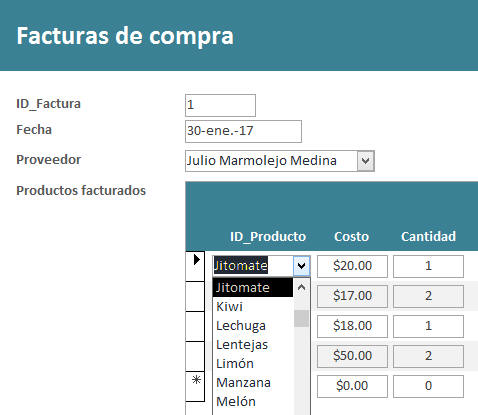 Facturas de compra
ID_Factura 1
Fecha 30-ene.-17
Proveedor Julio Marmolejo Medina
Productos facturados
ID_Producto Costo Cantidad
Jitomate $20.00 1
Jitomate $17.00 2
Kiwi
Lechuga $18.00 1
Lentejas $50.00 2
Limón
Manzana $0.00 0
Melón